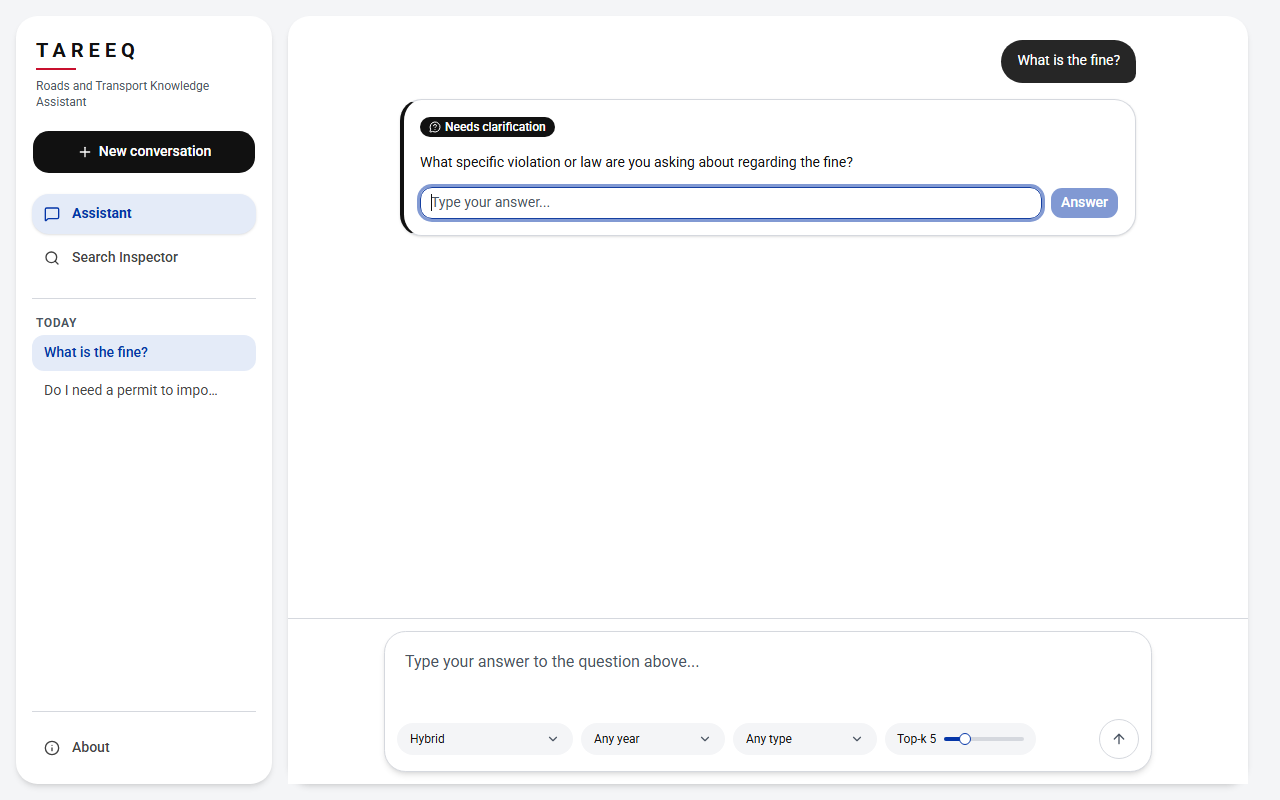 TAREEQ
Roads and Transport Knowledge
Assistant
New conversation
Assistant
Search Inspector
TODAY
What is the fine?
Do I need a permit to impo...
About
What is the fine?
Needs clarification
What specific violation or law are you asking about regarding the fine?
Type your answer...
Answer
Type your answer to the question above...
Hybrid
Any year
Any type
Top-k 5